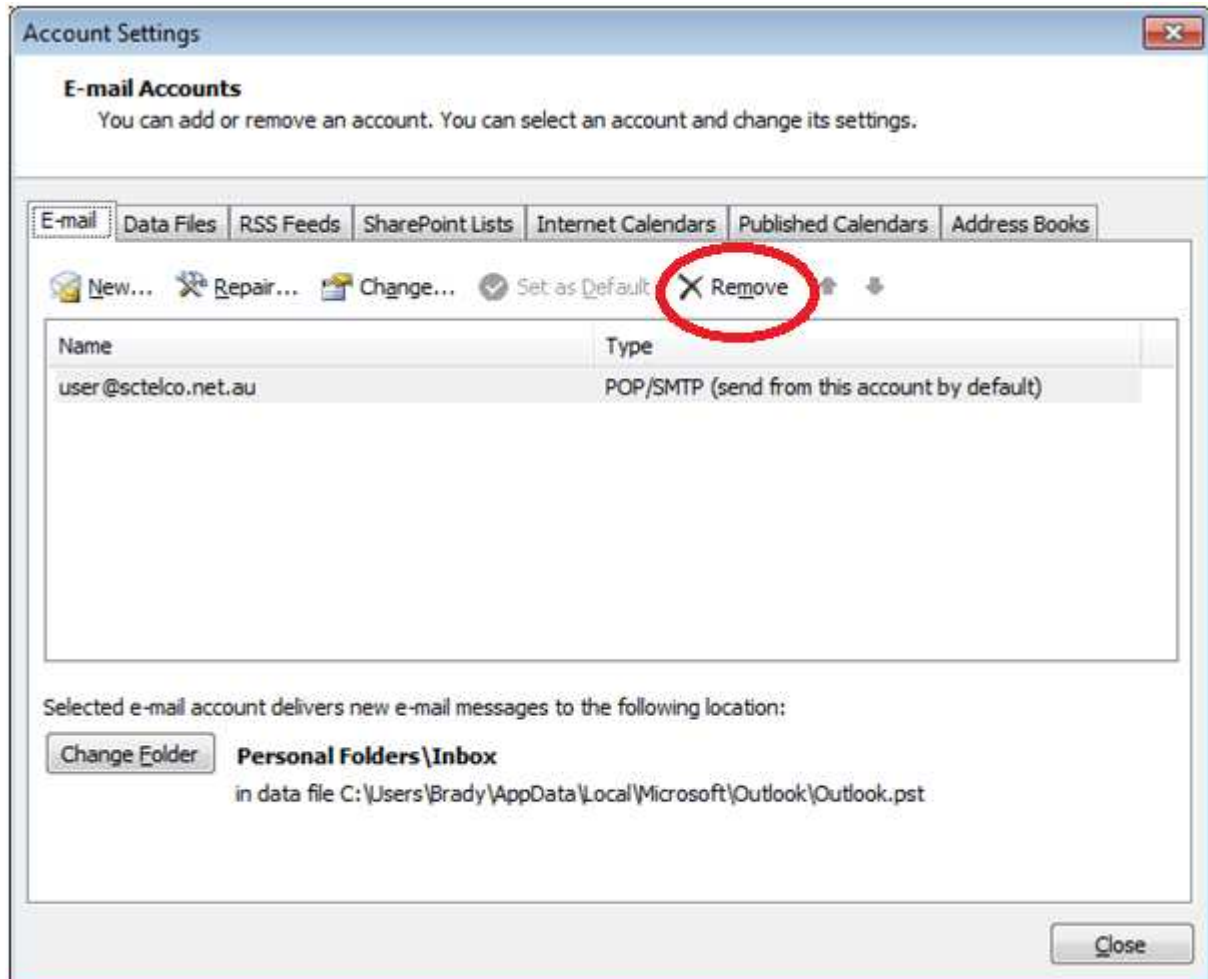 Account Settings
E-mail Accounts
You can add or remove an account. You can select an account and change its settings.
E-mail Data Files RSS Feeds SharePoint Lists Internet Calendars Published Calendars Address Books
New... Repair... Change... Set as Default Remove
Name Type
user@sctelco.net.au POP/SMTP (send from this account by default)
Selected e-mail account delivers new e-mail messages to the following location:
Change Folder Personal Folders\Inbox
in data file C:\Users\Brady\AppData\Local\Microsoft\Outlook\Outlook.pst
Close